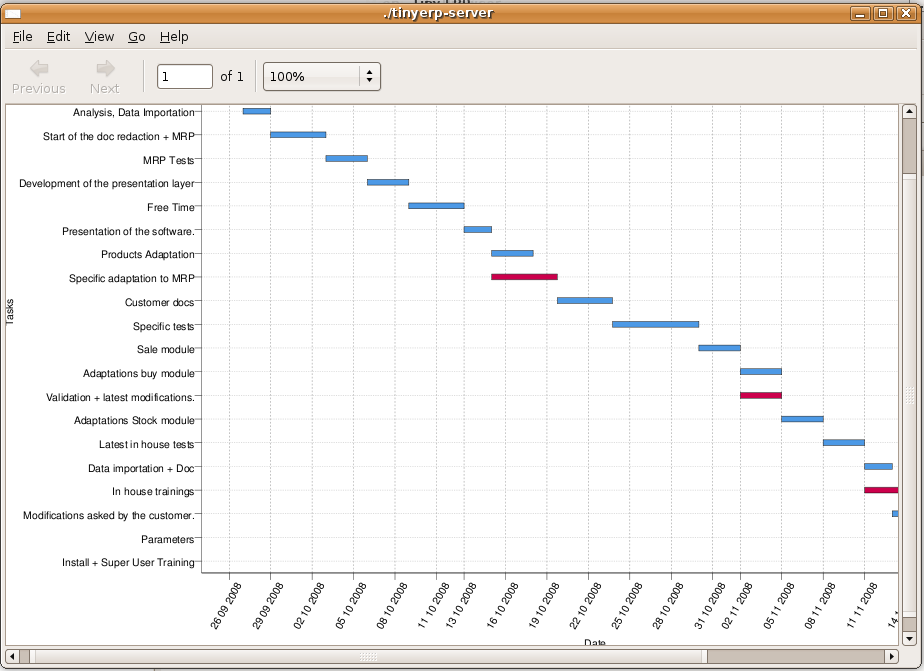 ./tinyerp-server
File Edit View Go Help
Previous Next 1 of 1 100%
Analysis, Data Importation
Start of the doc redaction + MRP
MRP Tests
Development of the presentation layer
Free Time
Presentation of the software.
Products Adaptation
Specific adaptation to MRP
Customer docs
Specific tests
Sale module
Adaptations buy module
Validation + latest modifications.
Adaptations Stock module
Latest in house tests
Data importation + Doc
In house trainings
Modifications asked by the customer.
Parameters
Install + Super User Training
Tasks
26 09 2008 29 09 2008 02 10 2008 05 10 2008 08 10 2008 11 10 2008 13 10 2008 16 10 2008 19 10 2008 22 10 2008 25 10 2008 28 10 2008 31 10 2008 02 11 2008 05 11 2008 08 11 2008 11 11 2008 14
Date